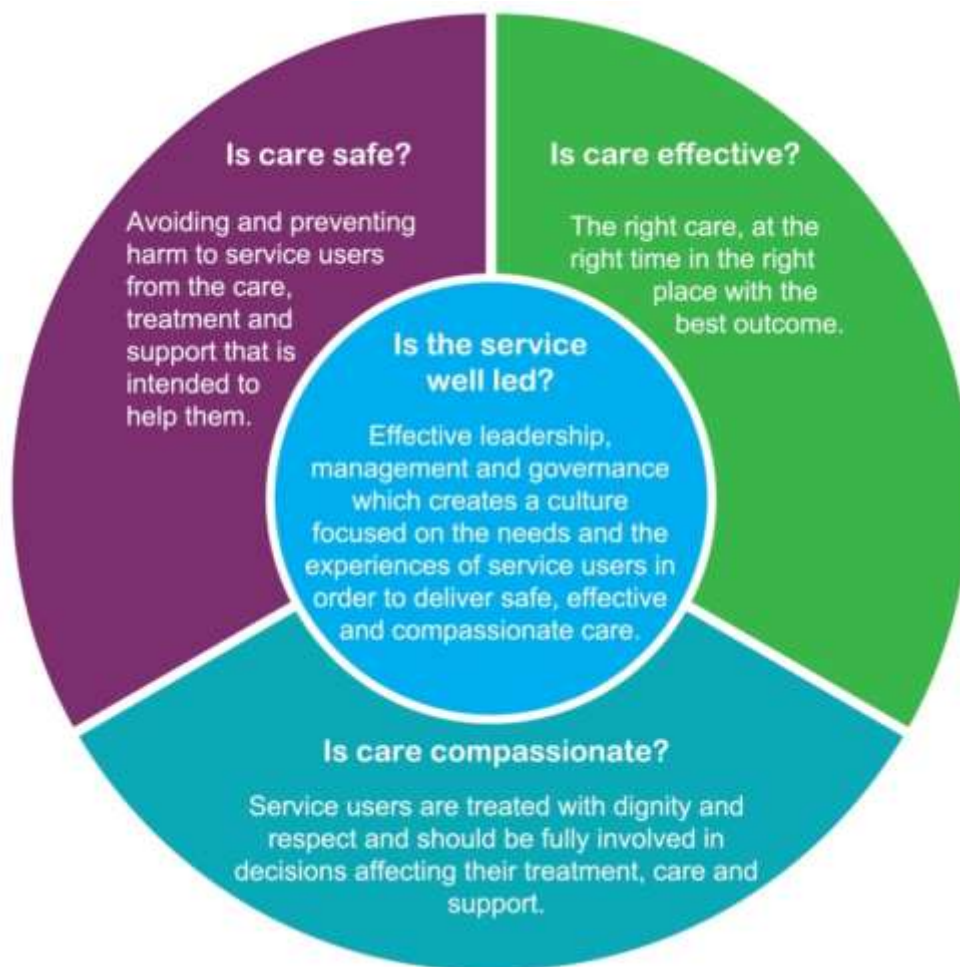 Is care safe?
Avoiding and preventing
harm to service users
from the care,
treatment and
support that is
intended to
help them.
Is care effective?
The right care, at the
right time in the right
place with the
best outcome.
Is the service
well led?
Effective leadership,
management and governance
which creates a culture
focused on the needs and the
experiences of service users in
order to deliver safe, effective
and compassionate care.
Is care compassionate?
Service users are treated with dignity and
respect and should be fully involved in
decisions affecting their treatment, care and
support.